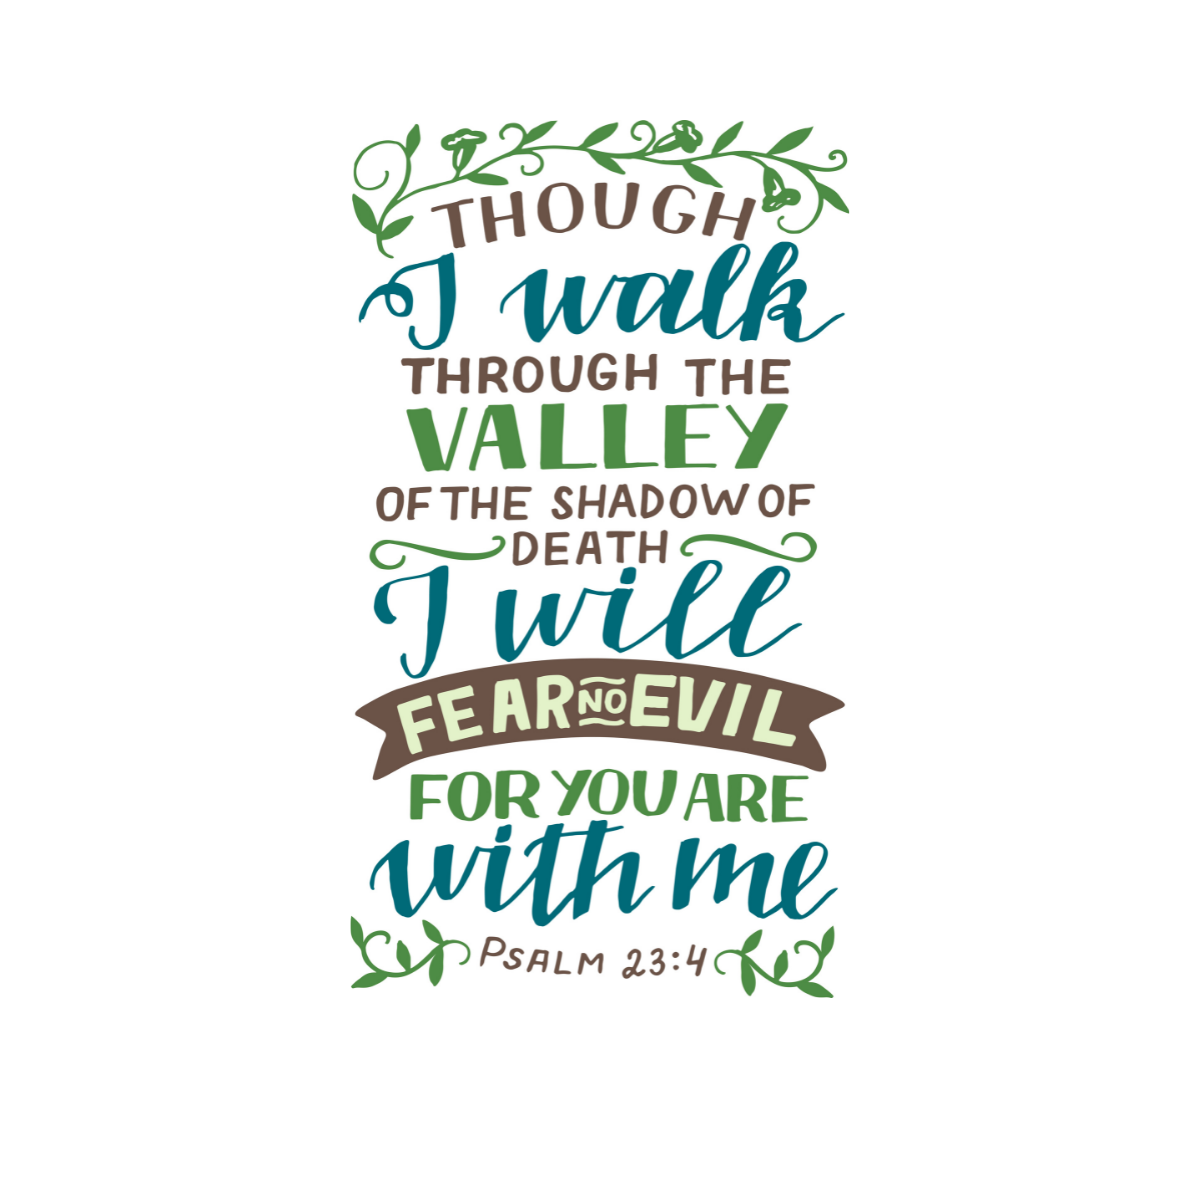 THOUGH
I walk
THROUGH THE
VALLEY
OF THE SHADOW OF
DEATH
I will
FEAR NO EVIL
FOR YOU ARE
with me
PSALM 23:4